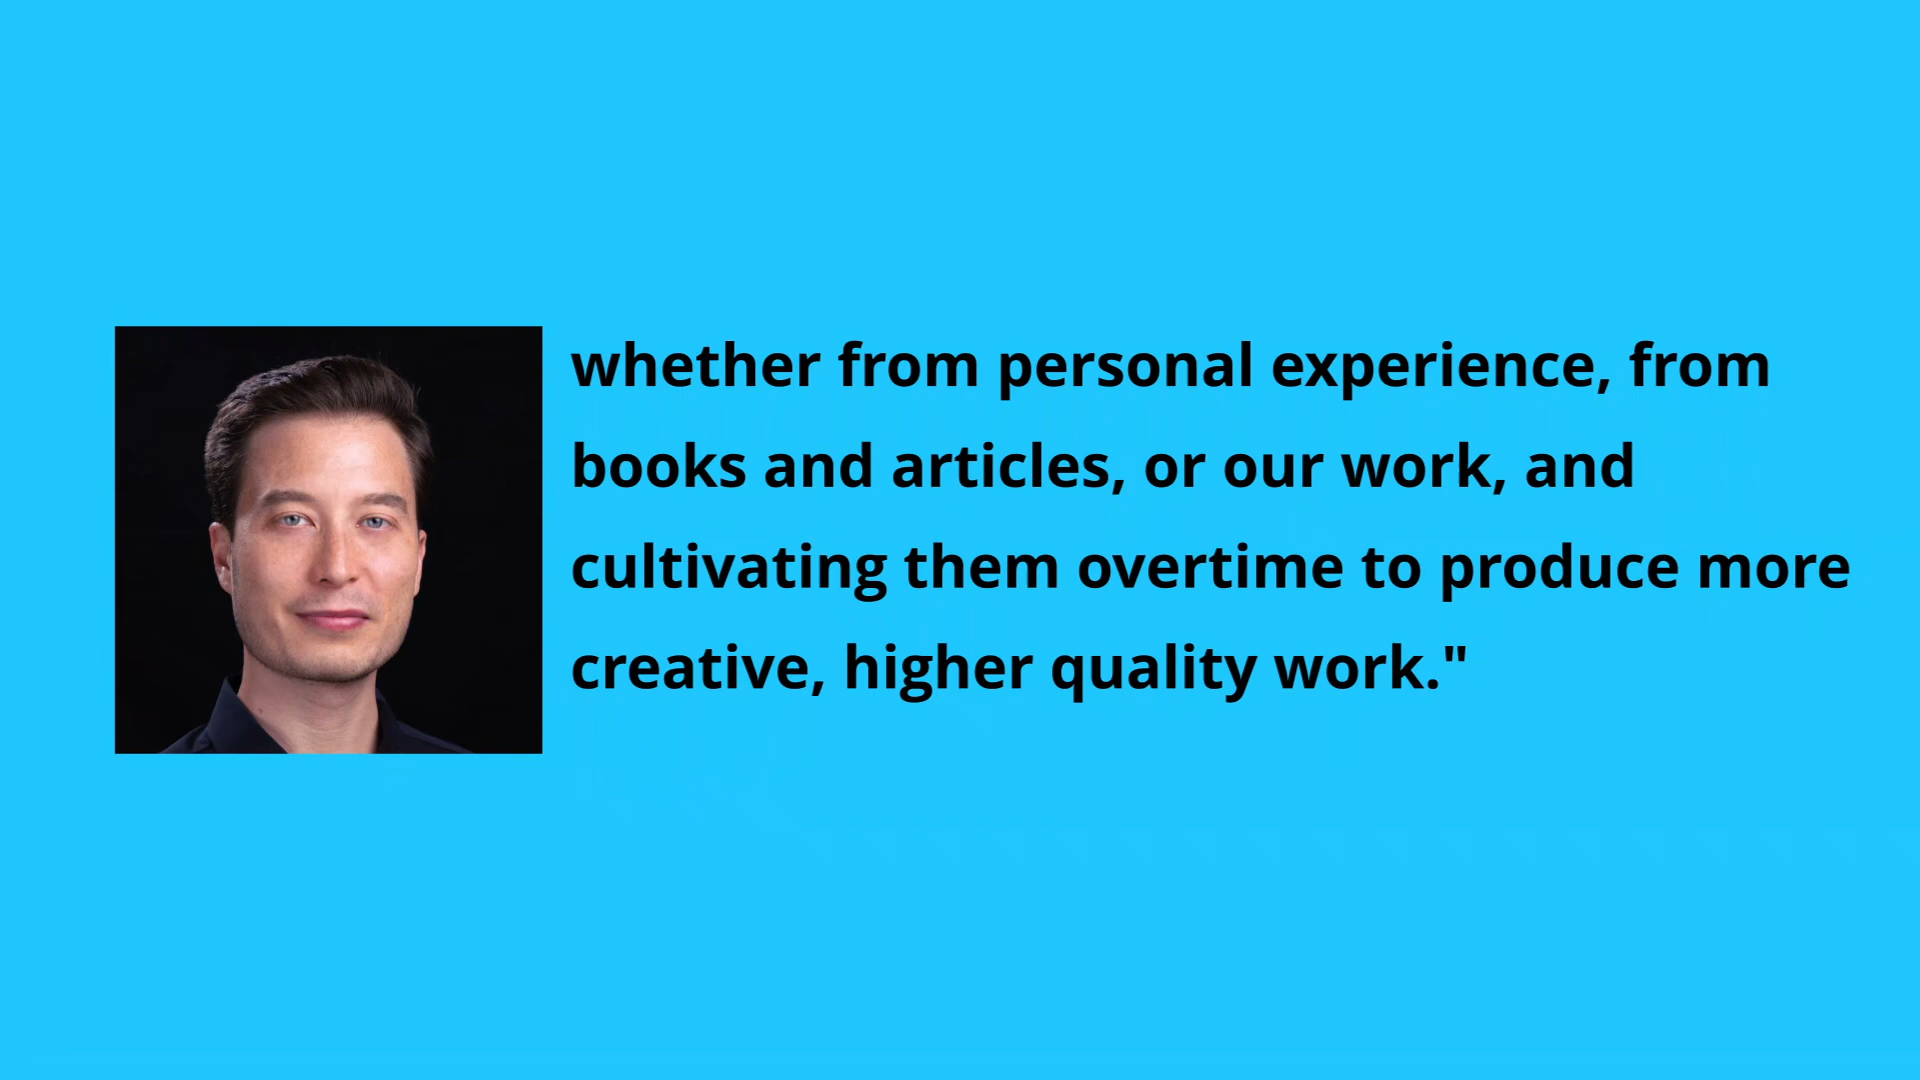 whether from personal experience, from
books and articles, or our work, and
cultivating them overtime to produce more
creative, higher quality work."